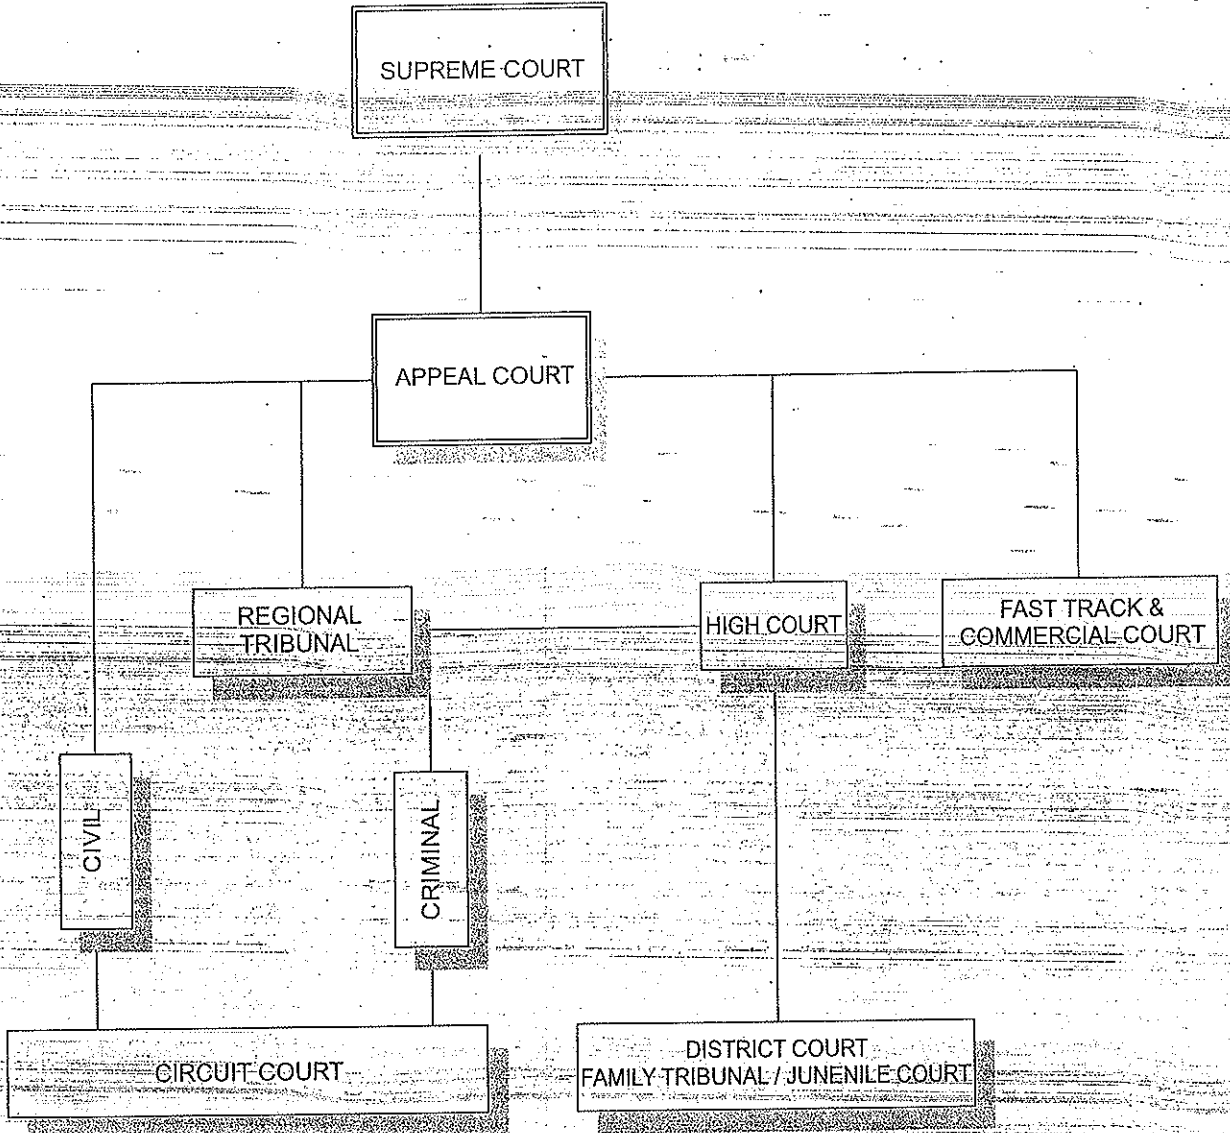 SUPREME COURT
APPEAL COURT
REGIONAL
TRIBUNAL
HIGH COURT
FAST TRACK &
COMMERCIAL COURT
CIVIL
CRIMINAL
CIRCUIT COURT
DISTRICT COURT
FAMILY TRIBUNAL / JUNENILE COURT